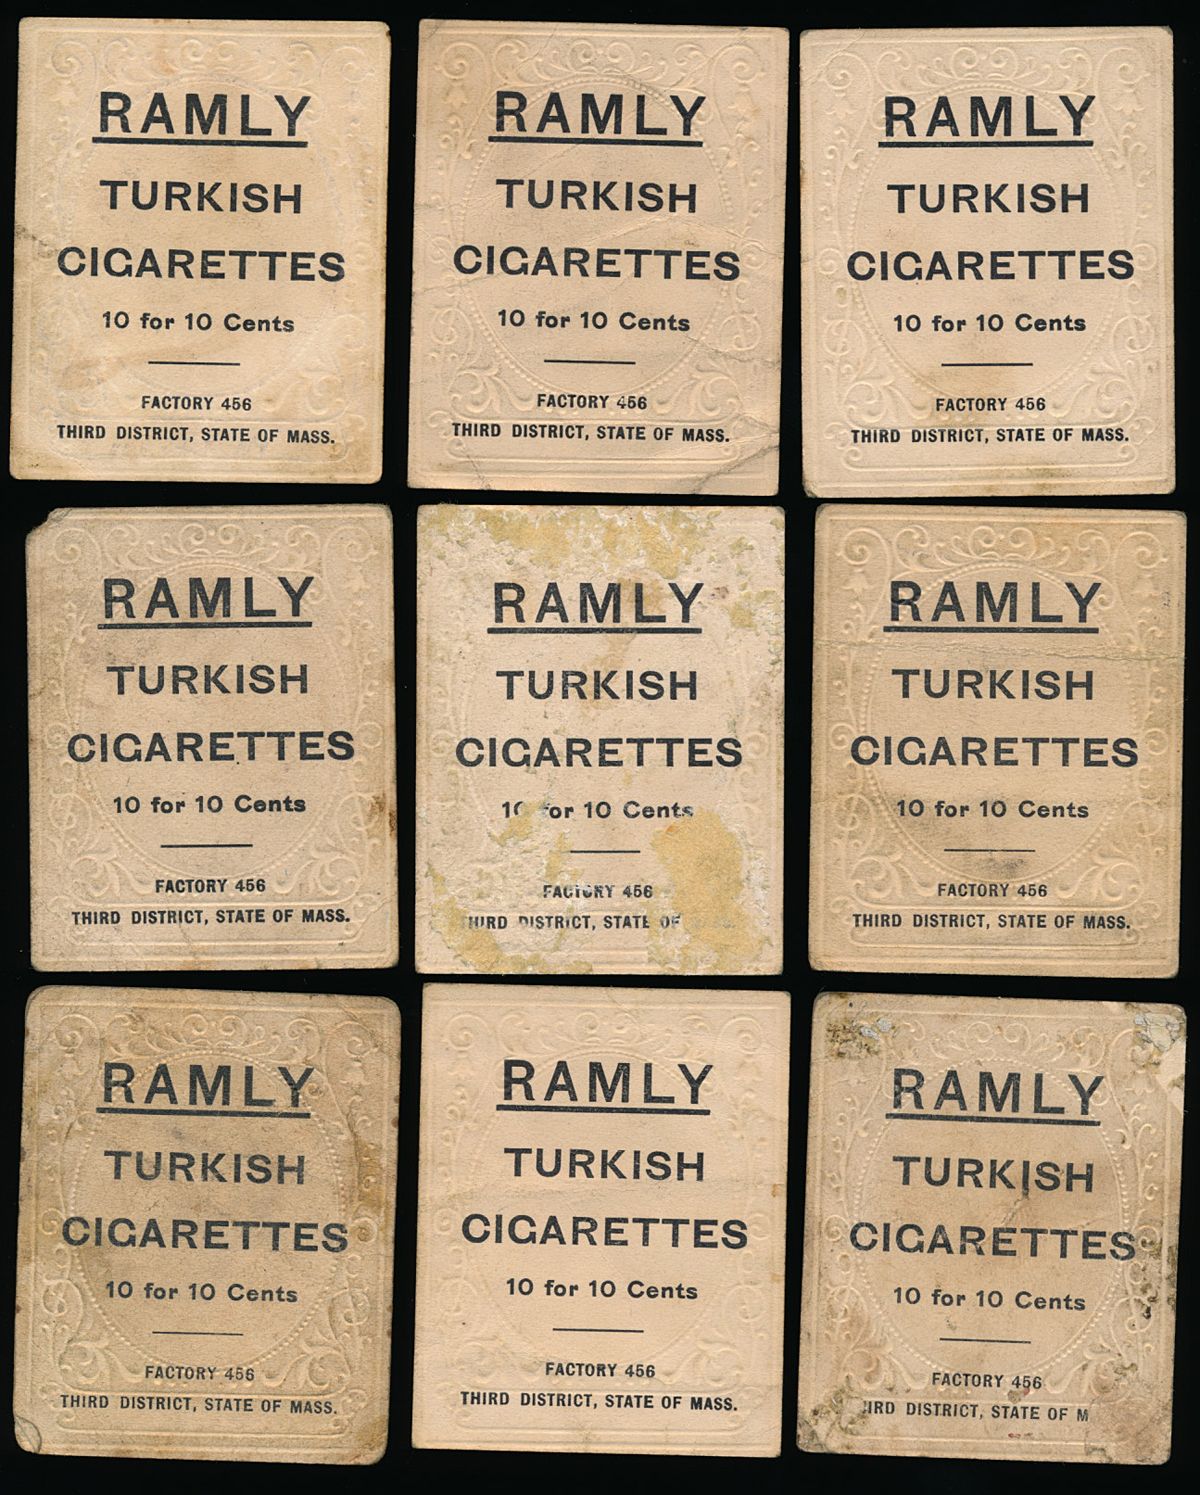 RAMLY
TURKISH
CIGARETTES
10 for 10 Cents
FACTORY 456
THIRD DISTRICT, STATE OF MASS.
RAMLY
TURKISH
CIGARETTES
10 for 10 Cents
FACTORY 456
THIRD DISTRICT, STATE OF MASS.
RAMLY
TURKISH
CIGARETTES
10 for 10 Cents
FACTORY 456
THIRD DISTRICT, STATE OF MASS.
RAMLY
TURKISH
CIGARETTES
10 for 10 Cents
FACTORY 456
THIRD DISTRICT, STATE OF MASS.
RAMLY
TURKISH
CIGARETTES
10 for 10 Cents
FACTORY 456
DISTRICT, STATE OF
RAMLY
TURKISH
CIGARETTES
10 for 10 Cents
FACTORY 456
THIRD DISTRICT, STATE OF MASS.
RAMLY
TURKISH
CIGARETTES
10 for 10 Cents
FACTORY 456
THIRD DISTRICT, STATE OF MASS.
RAMLY
TURKISH
CIGARETTES
10 for 10 Cents
FACTORY 456
THIRD DISTRICT, STATE OF MASS.
RAMLY
TURKISH
CIGARETTES
10 for 10 Cents
FACTORY 456
DISTRICT, STATE OF